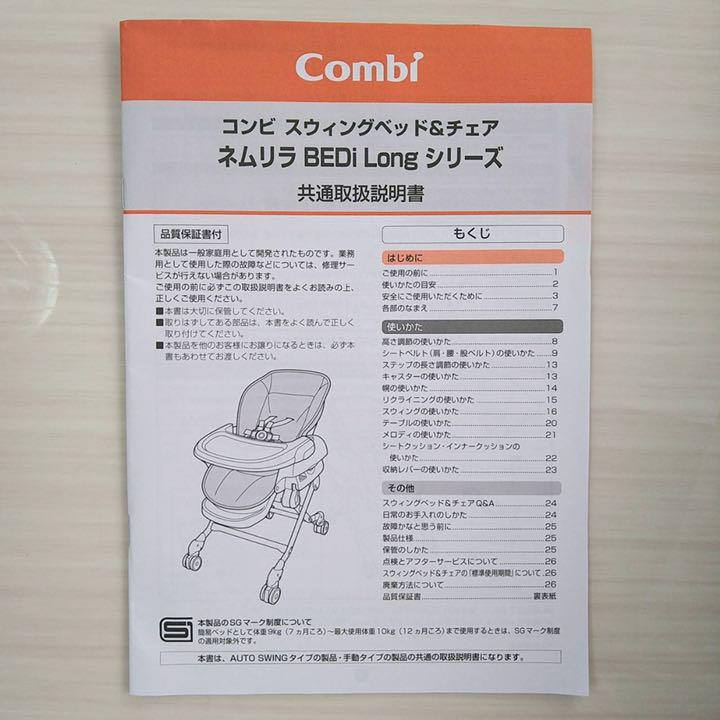 Combi
コンビ スウィングベッド&チェア
ネムリラ BEDi Long シリーズ
共通取扱説明書
品質保証書付
本製品は一般家庭用として開発されたものです。業務
用として使用した際の故障などについては、修理サー
ビスが行えない場合があります。
ご使用の前に必ずこの取扱説明書をよくお読みの上、
正しくご使用ください。
■本書は大切に保管してください。
■取りはずしてある部品は、本書をよく読んで正しく
取り付けてください。
■本製品を他のお客様にお譲りになるときは、必ず本
書もあわせてお渡しください。
もくじ
はじめに
ご使用の前に 1
使いかたの目安 2
安全にご使用いただくために 3
各部のなまえ 7
使いかた
高さ調節の使いかた 8
シートベルト(肩・腰・股ベルト)の使いかた 9
ステップの長さ調節の使いかた 13
キャスターの使いかた 13
幌の使いかた 14
リクライニングの使いかた 15
スウィングの使いかた 16
テーブルの使いかた 20
メロディの使いかた 21
シートクッション・インナークッションの
使いかた 22
収納レバーの使いかた 23
その他
スウィングベッド&チェアQ&A 24
日常のお手入れのしかた 24
故障かなと思う前に 25
製品仕様 25
保管のしかた 25
点検とアフターサービスについて 26
スウィングベッド&チェアの「標準使用期間」について 26
廃棄方法について 26
品質保証書 裏表紙
本製品のSGマーク制度について
簡易ベッドとして体重9kg(7ヵ月ごろ)〜最大使用体重10kg(12ヵ月ごろ)まで使用するときは、SGマーク制度
の適用対象外です。
本書は、AUTO SWINGタイプの製品・手動タイプの製品の共通の取扱説明書になります。